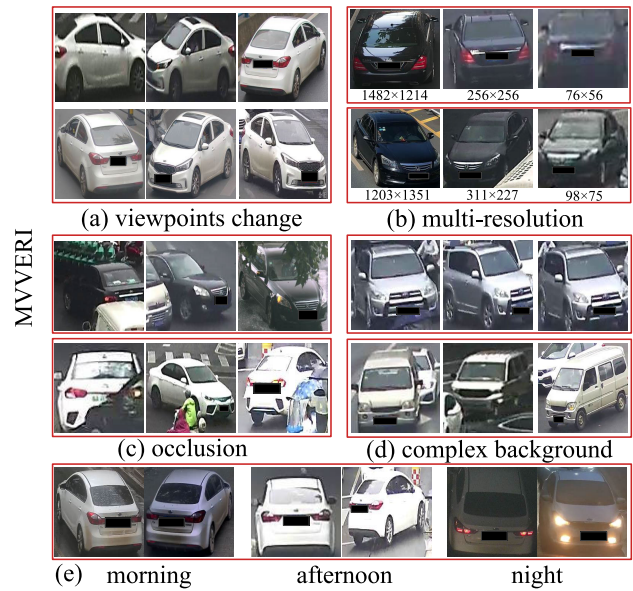 MVVERI
1482×1214 256×256 76×56
1203×1351 311×227 98×75
(a) viewpoints change (b) multi-resolution
(c) occlusion (d) complex background
(e) morning afternoon night